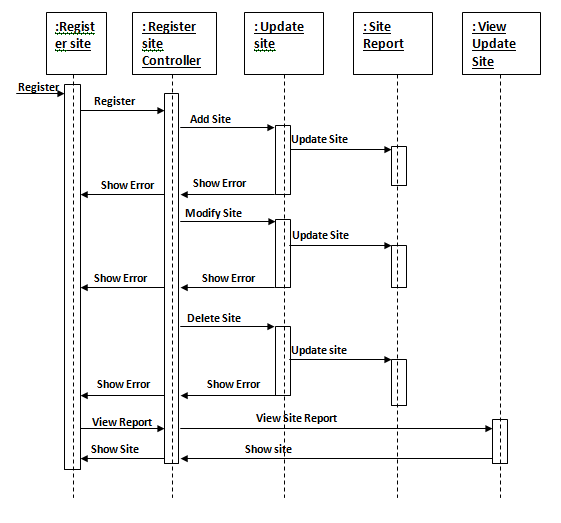 :Regist
er site
: Register
site
Controller
: Update
site
: Site
Report
: View
Update
Site
Register
Register
Add Site
Update Site
Show Error
Show Error
Modify Site
Update Site
Show Error
Show Error
Delete Site
Update site
Show Error
Show Error
View Report
View Site Report
Show Site
Show site